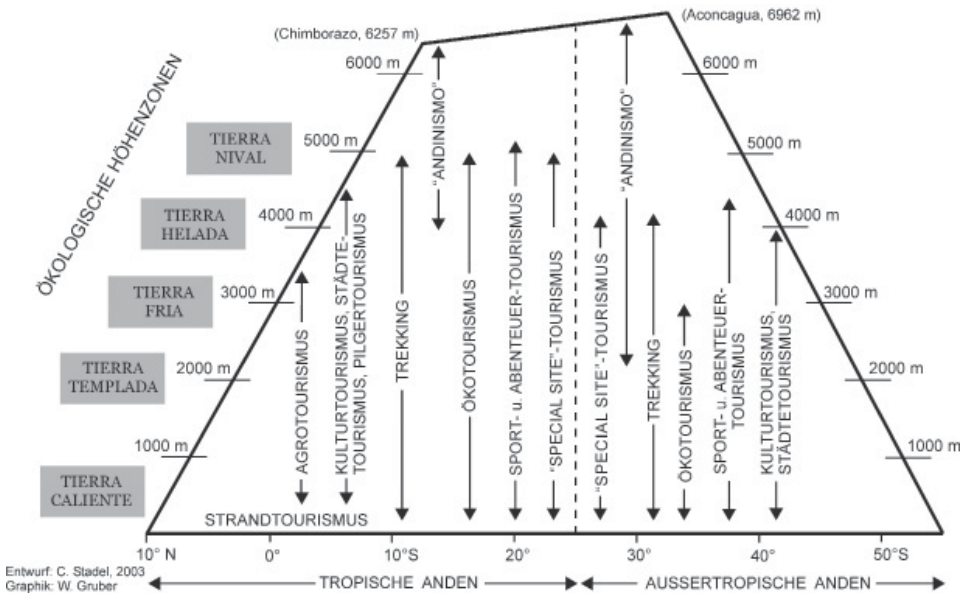 (Chimborazo, 6257 m)
(Aconcagua, 6962 m)
ÖKOLOGISCHE HÖHENZONEN
TIERRA
NIVAL
TIERRA
HELADA
TIERRA
FRIA
TIERRA
TEMPLADA
TIERRA
CALIENTE
6000 m
5000 m
4000 m
3000 m
2000 m
1000 m
AGROTOURISMUS
KULTURTOURISMUS, STÄDTE-
TOURISMUS, PILGERTOURISMUS
TREKKING
"ANDINISMO"
ÖKOTOURISMUS
SPORT- u. ABENTEUER-TOURISMUS
"SPECIAL SITE"-TOURISMUS
"SPECIAL SITE"-TOURISMUS
"ANDINISMO"
TREKKING
ÖKOTOURISMUS
SPORT- u. ABENTEUER-
TOURISMUS
KULTURTOURISMUS,
STÄDTETOURISMUS
6000 m
5000 m
4000 m
3000 m
2000 m
1000 m
STRANDTOURISMUS
10° N 0° 10°S 20°S 30°S 40°S 50°S
Entwurf: C. Stadel, 2003
Graphik: W. Gruber
TROPISCHE ANDEN
AUSSERTROPISCHE ANDEN